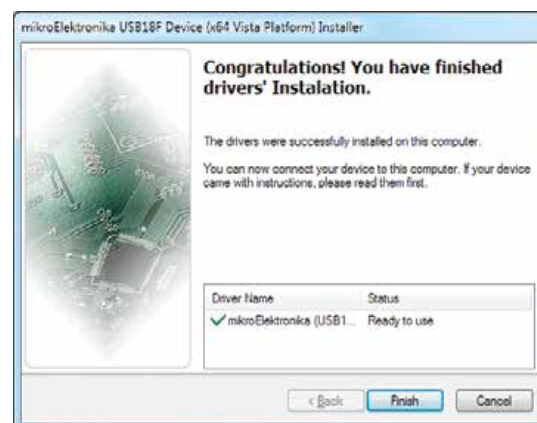 mikroElektronika USB18F Device (x64 Vista Platform) Installer
Congratulations! You have finished
drivers' Instalation.
The drivers were successfully installed on this computer.
You can now connect your device to this computer. If your device
came with instructions, please read them first.
Driver Name Status
mikroElektronika (USB1... Ready to use
< Back Finish Cancel